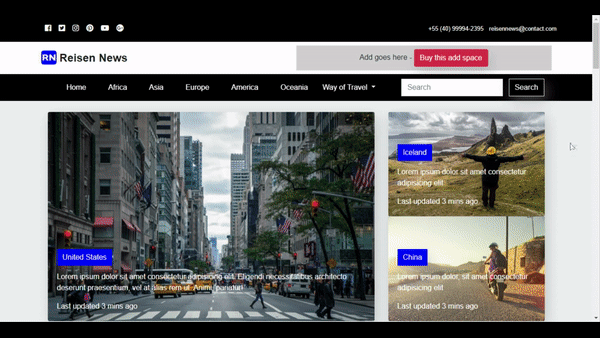 +55 (40) 99994-2395 reisennews@contact.com
RN Reisen News
Add goes here - Buy this add space
Home Africa Asia Europe America Oceania Way of Travel Search Search
United States
Lorem ipsum dolor sit amet consectetur adipisicing elit. Eligendi necessitatibus architecto
deserunt praesentium, vel at alias rem ut. Animi, pariatur!
Last updated 3 mins ago
Iceland
Lorem ipsum dolor sit amet consectetur
adipisicing elit.
Last updated 3 mins ago
China
Lorem ipsum dolor, sit amet consectetur
adipisicing elit.
Last updated 3 mins ago